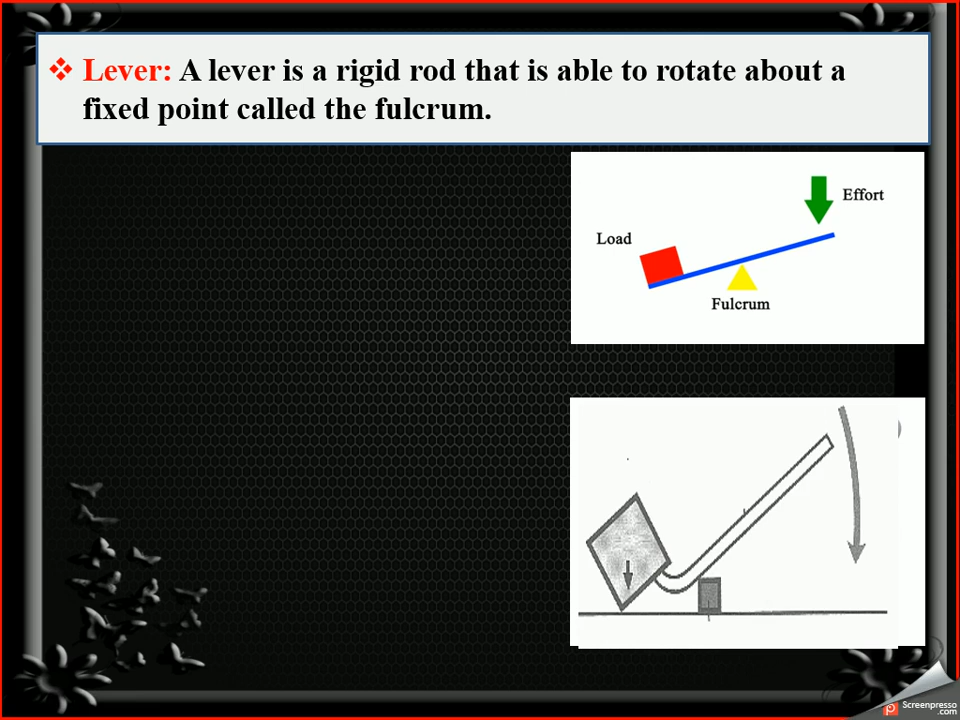 ❖ Lever: A lever is a rigid rod that is able to rotate about a
fixed point called the fulcrum.
Effort
Load
Fulcrum
Screenpresso
.com